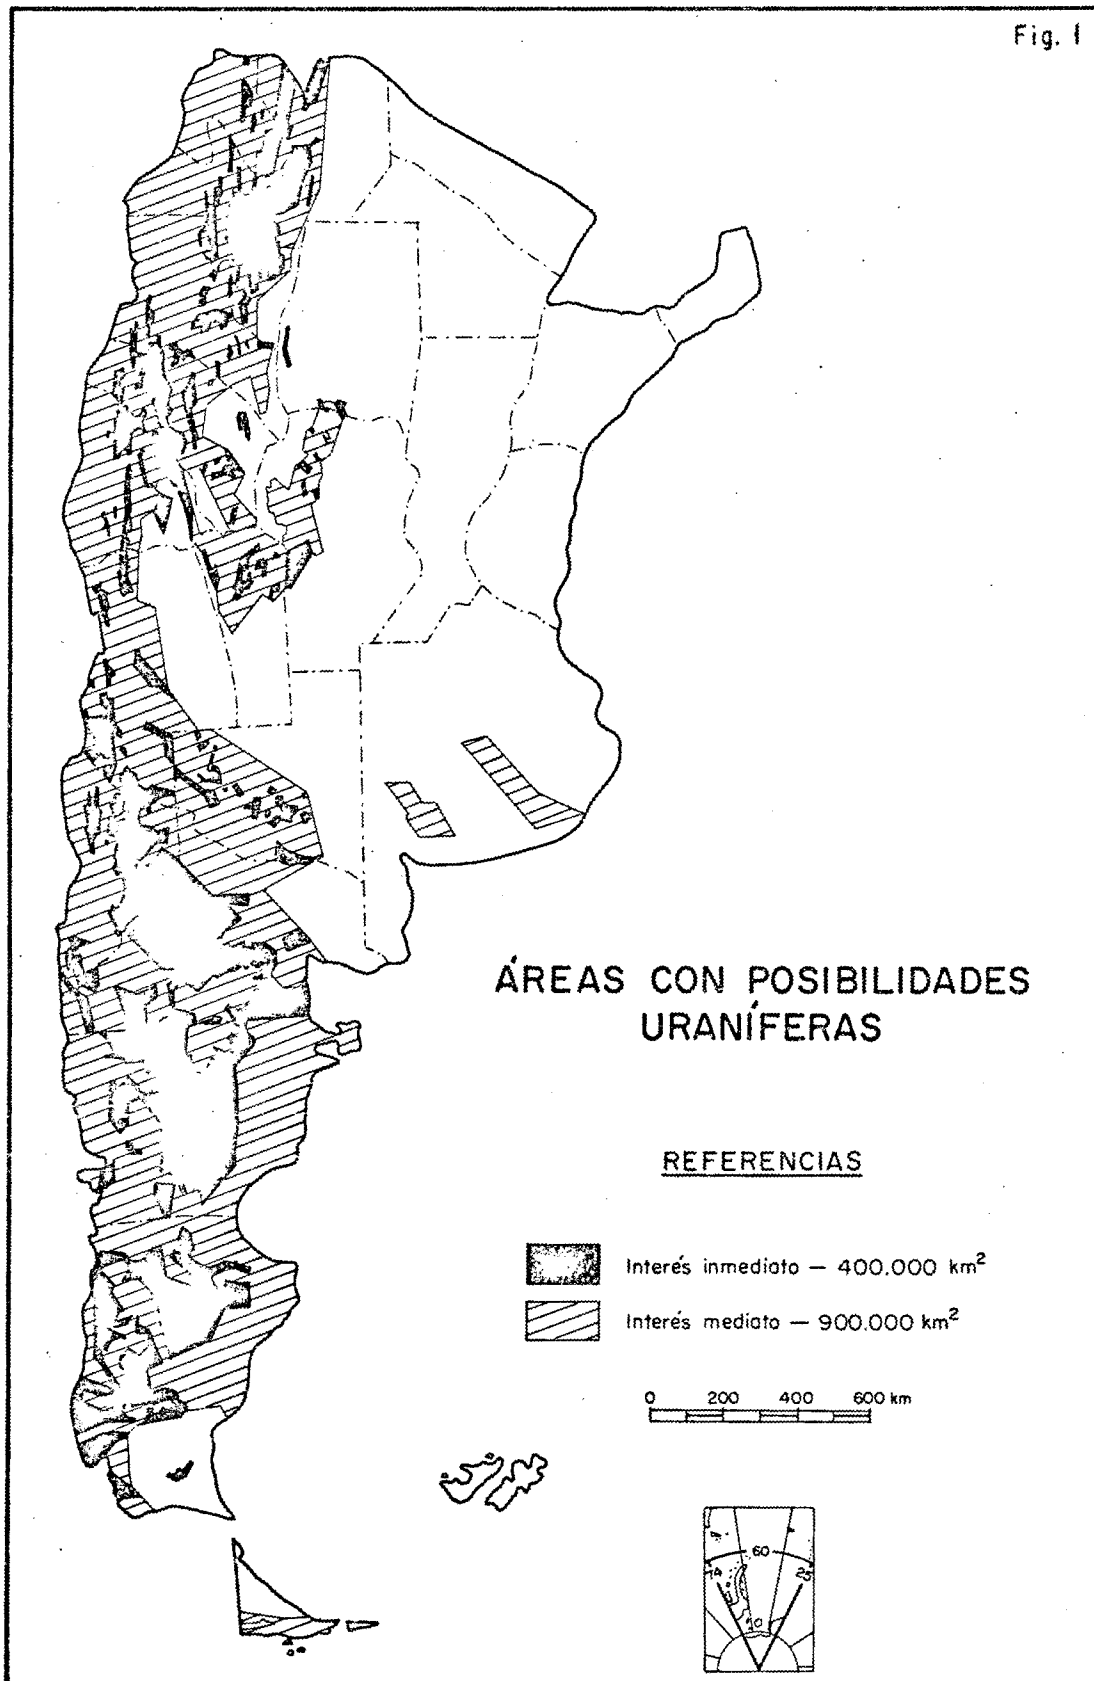 Fig. 1
ÁREAS CON POSIBILIDADES
URANÍFERAS
REFERENCIAS
Interés inmediato — 400.000 km²
Interés mediato — 900.000 km²
0 200 400 600 km
60
74 25